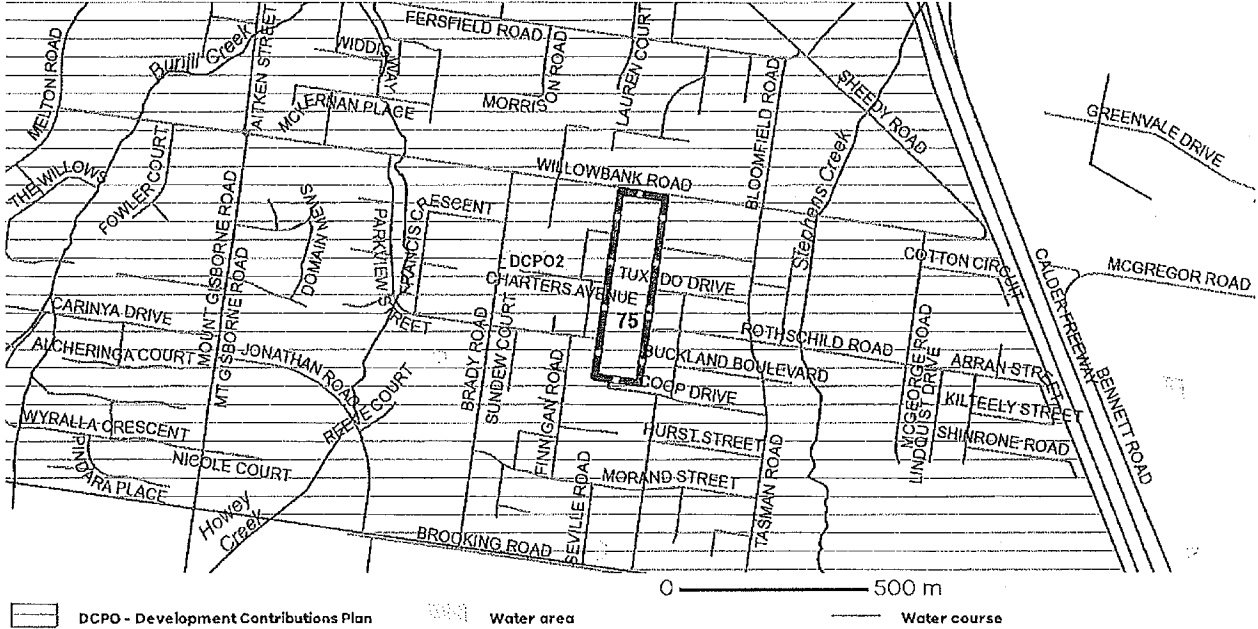 FERSFIELD ROAD
MELTON ROAD
Bunjil Creek
AITKEN STREET
WIDDIS WAY
MORRISON ROAD
LAUREN COURT
MCKLERNAN PLACE
BLOOMFIELD ROAD
SHEEDY ROAD
GREENVALE DRIVE
THE WILLOWS
FOWLER COURT
WILLOWBANK ROAD
Stephens Creek
MOUNT GISBORNE ROAD
DOMAIN MEWS
PARKVIEW STREET
FRANCIS CRESCENT
DCPO2
CHARTERS AVENUE
TUXEDO DRIVE
75
COTTON CIRCUIT
CALDER FREEWAY
MCGREGOR ROAD
CARINYA DRIVE
ALCHERINGA COURT
MT GISBORNE ROAD
JONATHAN ROAD
REEVE COURT
BRADY ROAD
SUNDEW COURT
ROTHSCHILD ROAD
BUCKLAND BOULEVARD
COOP DRIVE
MCGEORGE ROAD
LINDQUIST DRIVE
ARRAN STREET
KILTEELY STREET
SHINRONE ROAD
BENNETT ROAD
WYRALLA CRESCENT
PINDARA PLACE
NICOLE COURT
FINNIGAN ROAD
HURST STREET
MORAND STREET
SEVILLE ROAD
TASMAN ROAD
Howey Creek
BROOKING ROAD
0 500 m
DCPO - Development Contributions Plan Water area Water course